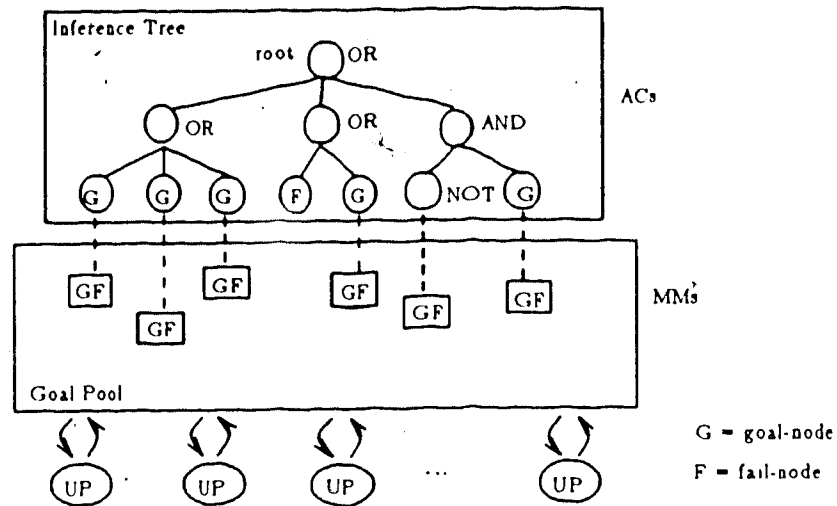 Inference Tree
root OR
ACs
OR OR AND
G G G F G NOT G
GF GF GF GF GF GF
MMs
Goal Pool
G = goal-node
F = fail-node
UP UP UP ... UP